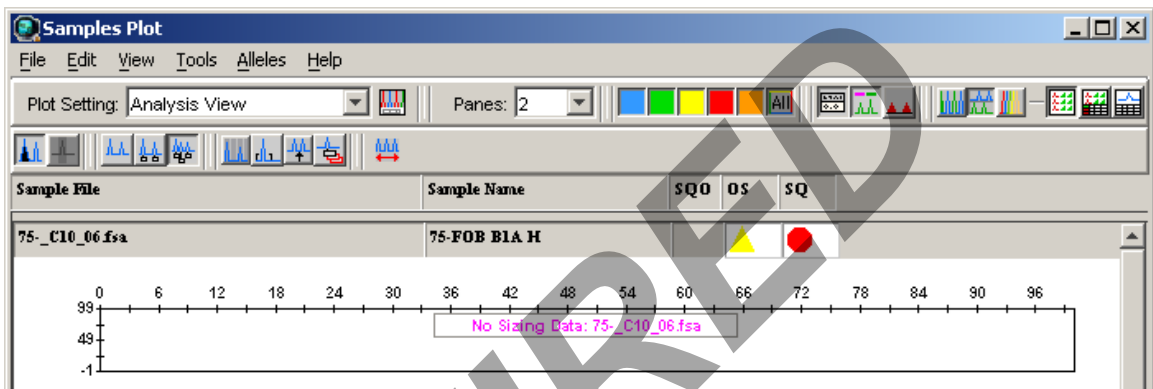 Samples Plot
File Edit View Tools Alleles Help
Plot Setting: Analysis View Panes: 2 All
Sample File Sample Name SQO OS SQ
75-_C10_06.fsa 75-FOB B1A H
0 6 12 18 24 30 36 42 48 54 60 66 72 78 84 90 96
99
No Sizing Data: 75-_C10_06.fsa
49
-1